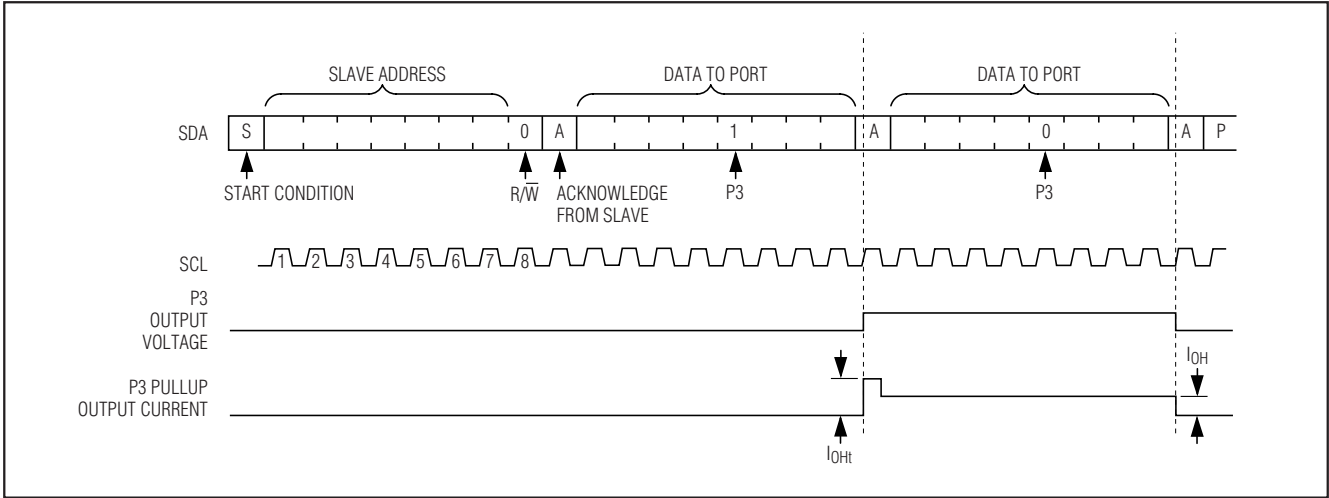 SLAVE ADDRESS
DATA TO PORT
DATA TO PORT
SDA
S
0
A
1
A
0
A
P
START CONDITION
R/W̅
ACKNOWLEDGE
FROM SLAVE
P3
P3
SCL
1
2
3
4
5
6
7
8
P3
OUTPUT
VOLTAGE
P3 PULLUP
OUTPUT CURRENT
IOHt
IOH